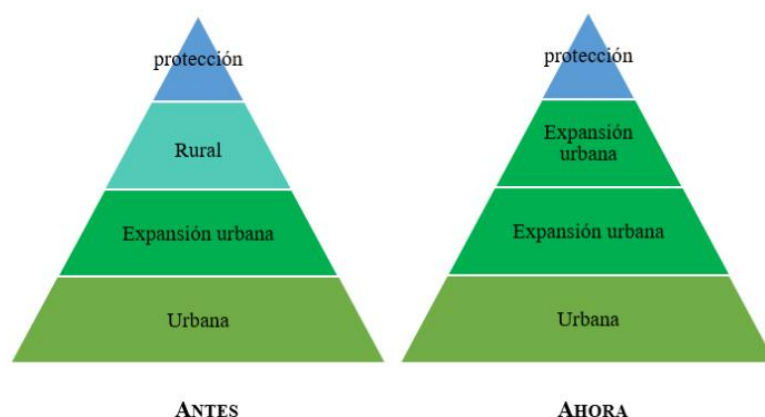 protección
Rural
Expansión urbana
Urbana
ANTES
protección
Expansión
urbana
Expansión urbana
Urbana
AHORA